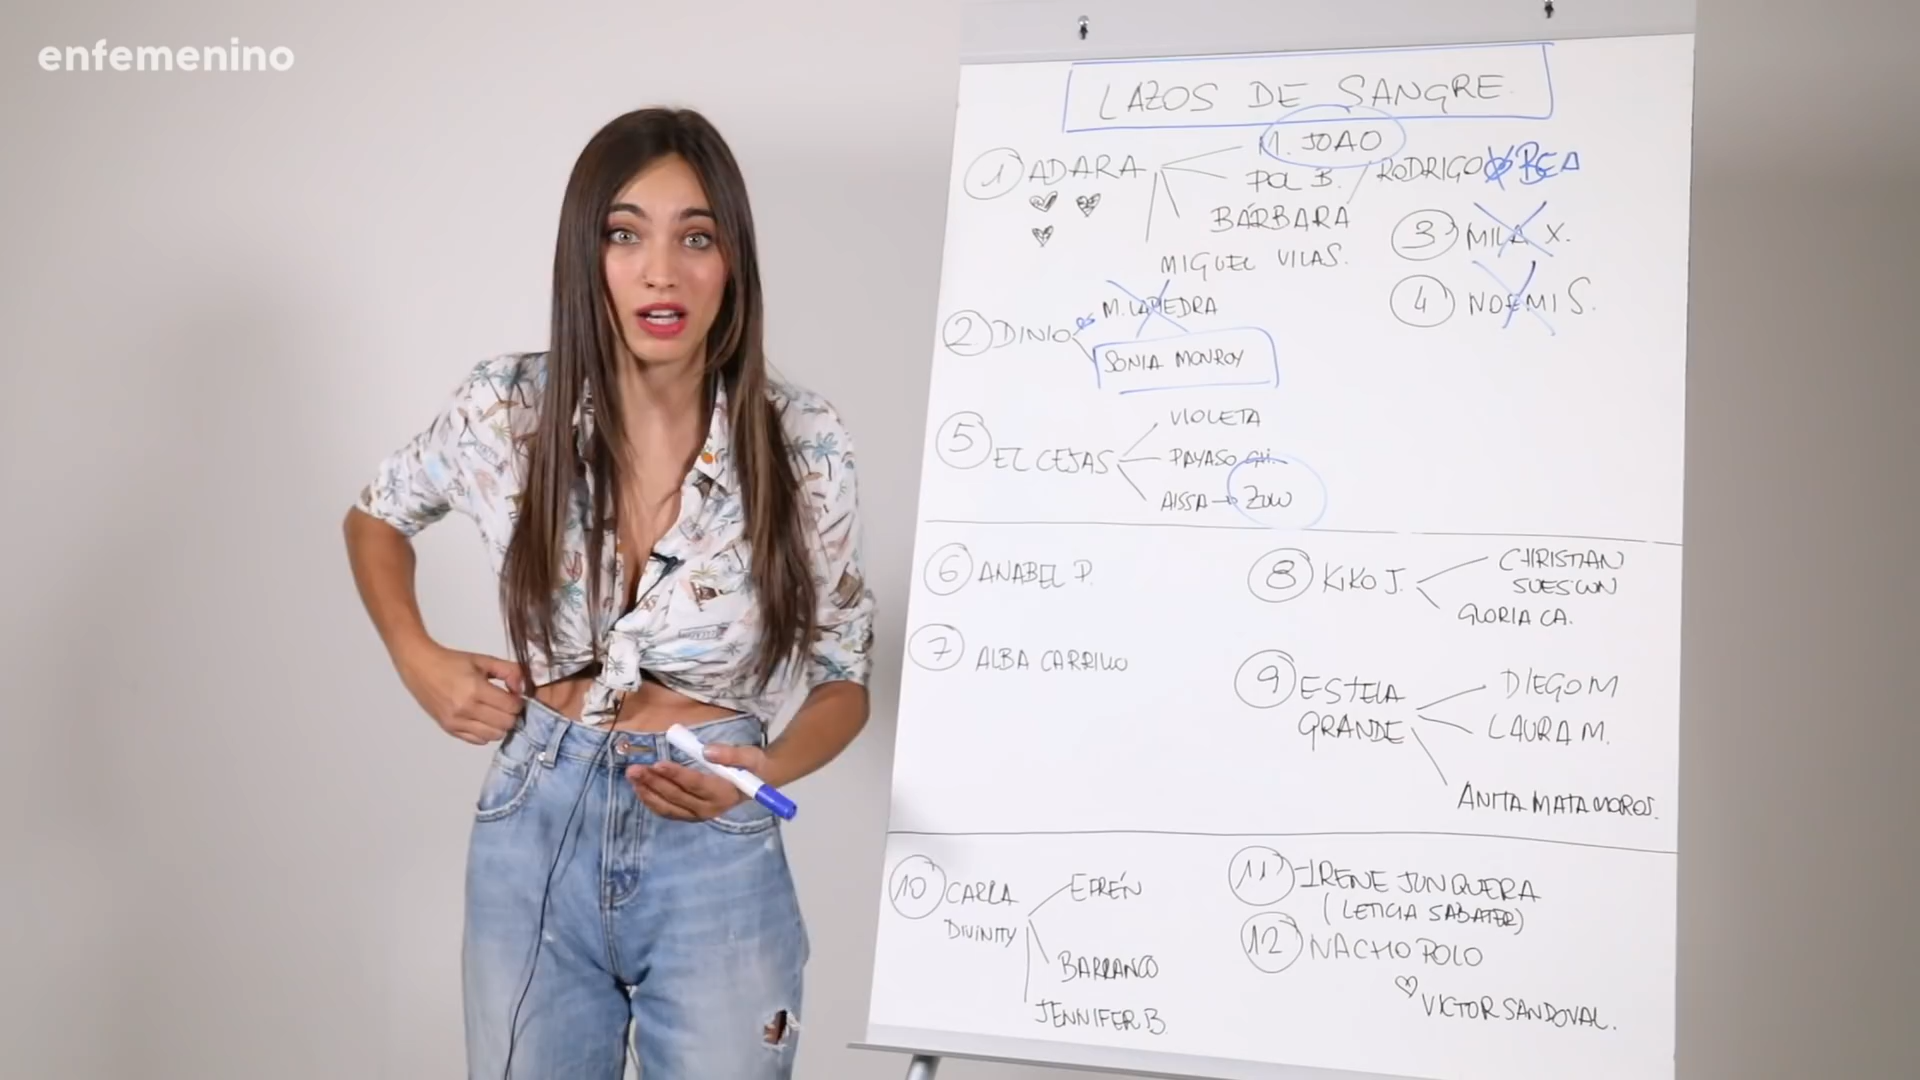 enfemenino
LAZOS DE SANGRE
1 ADARA
M. JOAO
POL B.
RODRIGO
BEA
BÁRBARA
MIGUEL VILAS.
3 MILA X.
4 NOEMI S.
2 DINIO
M. LAPIEDRA
SONIA MONROY
5 EL CEJAS
VIOLETA
PAYASO
AISSA → ZULU
6 ANABEL P.
7 ALBA CARRILLO
8 KIKO J.
CHRISTIAN
SUESCUN
GLORIA CA.
9 ESTELA
GRANDE
DIEGO M
LAURA M.
ANITA MATAMOROS.
10 CARLA
DIVINITY
EFRÉN
BARRANCO
JENNIFER B.
11 - IRENE JUNQUERA
(LETICIA SABATER)
12 NACHO POLO
VICTOR SANDOVAL.